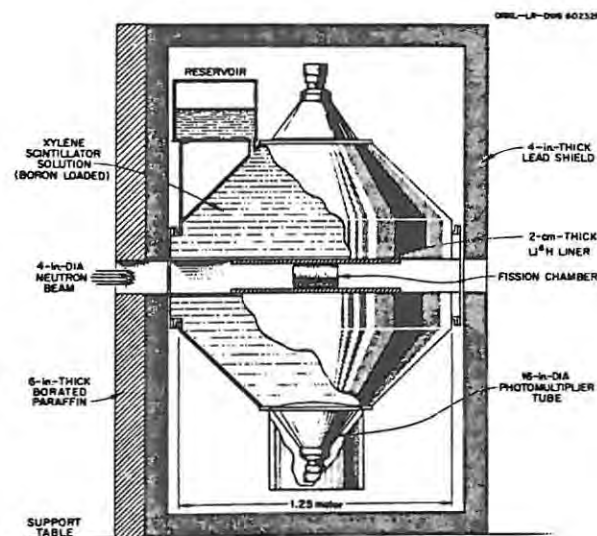 ORNL-LR-DWG 60232R
RESERVOIR
XYLENE
SCINTILLATOR
SOLUTION
(BORON LOADED)
4-in-DIA
NEUTRON
BEAM
6-in-THICK
BORATED
PARAFFIN
SUPPORT
TABLE
4-in-THICK
LEAD SHIELD
2-cm-THICK
Li⁶H LINER
FISSION CHAMBER
16-in-DIA
PHOTOMULTIPLIER
TUBE
1.25 meter